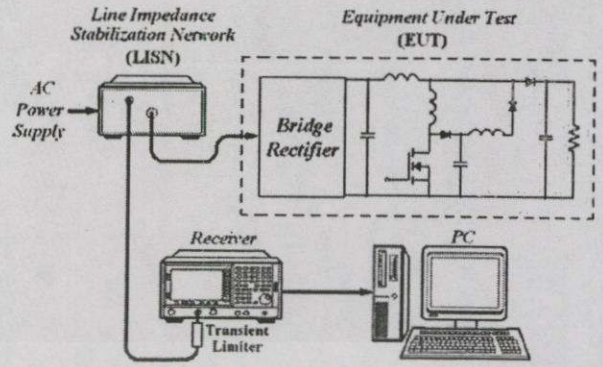 Line Impedance
Stabilization Network
(LISN)
Equipment Under Test
(EUT)
AC
Power
Supply
Bridge
Rectifier
Receiver
PC
Transient
Limiter